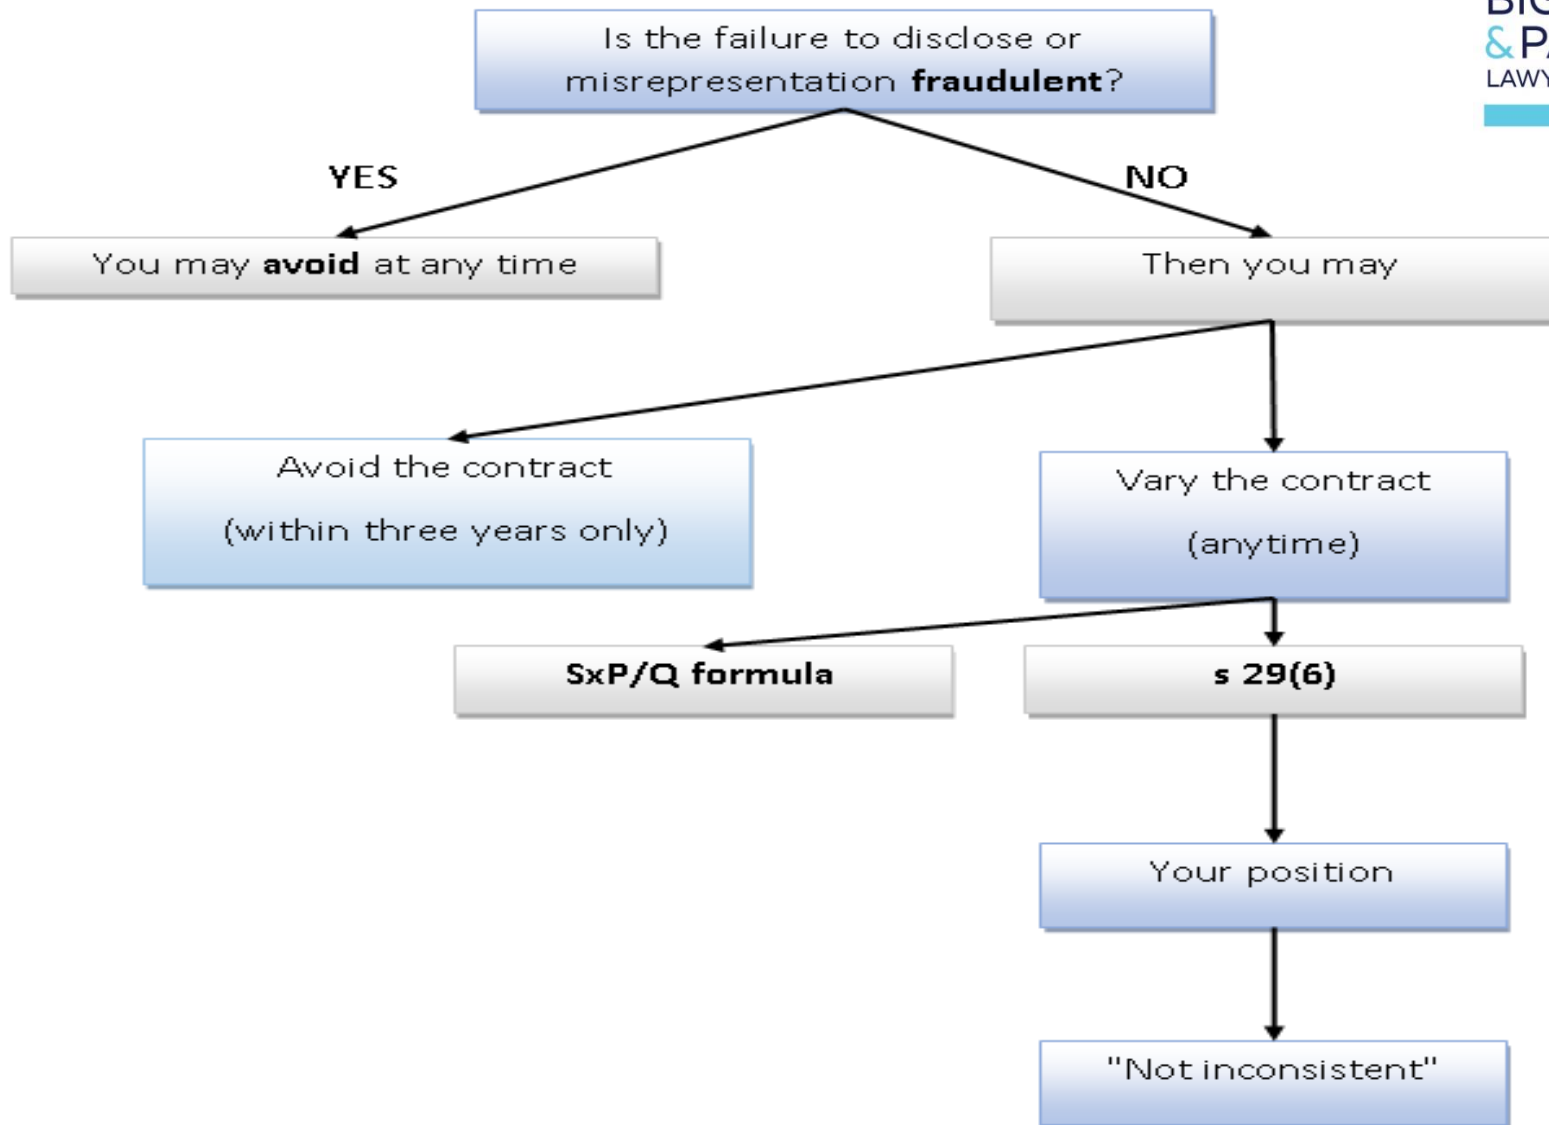 Is the failure to disclose or
misrepresentation fraudulent?
&PA
LAWY
YES
NO
You may avoid at any time
Then you may
Avoid the contract
(within three years only)
Vary the contract
(anytime)
SxP/Q formula
s 29(6)
Your position
"Not inconsistent"